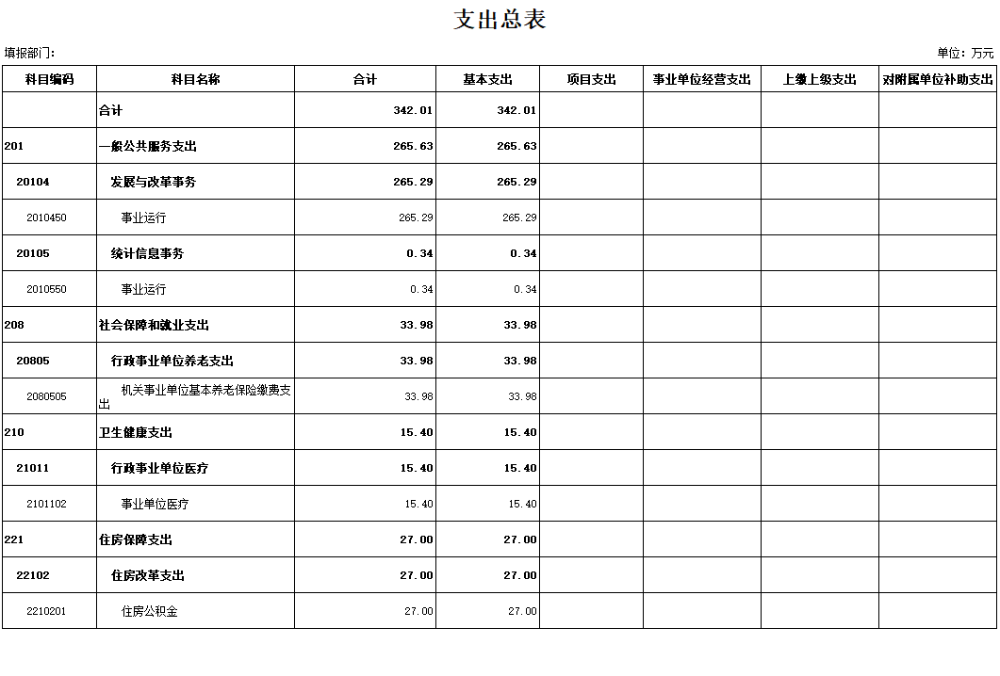 支出总表
填报部门： 单位：万元
科目编码 科目名称 合计 基本支出 项目支出 事业单位经营支出 上缴上级支出 对附属单位补助支出
合计 342.01 342.01
201 一般公共服务支出 265.63 265.63
20104 发展与改革事务 265.29 265.29
2010450 事业运行 265.29 265.29
20105 统计信息事务 0.34 0.34
2010550 事业运行 0.34 0.34
208 社会保障和就业支出 33.98 33.98
20805 行政事业单位养老支出 33.98 33.98
2080505 机关事业单位基本养老保险缴费支
出 33.98 33.98
210 卫生健康支出 15.40 15.40
21011 行政事业单位医疗 15.40 15.40
2101102 事业单位医疗 15.40 15.40
221 住房保障支出 27.00 27.00
22102 住房改革支出 27.00 27.00
2210201 住房公积金 27.00 27.00